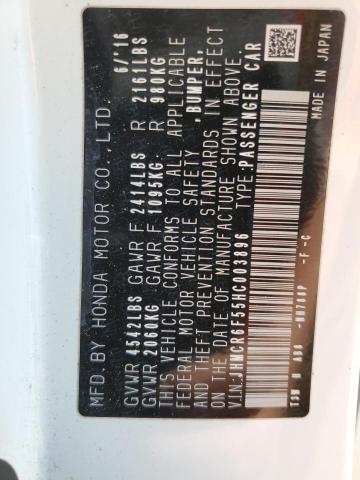 MFD.BY HONDA MOTOR CO.,LTD. 6/'16
GVWR 4542LBS GAWR F 2414LBS R 2161LBS
GVWR 2060KG GAWR F 1095KG R 980KG
THIS VEHICLE CONFORMS TO ALL APPLICABLE
FEDERAL MOTOR VEHICLE SAFETY ,BUMPER,
AND THEFT PREVENTION STANDARDS IN EFFECT
ON THE DATE OF MANUFACTURE SHOWN ABOVE.
V.I.N:JHMCR6F55HC003896 TYPE:PASSENGER CAR
-F -C MADE IN JAPAN